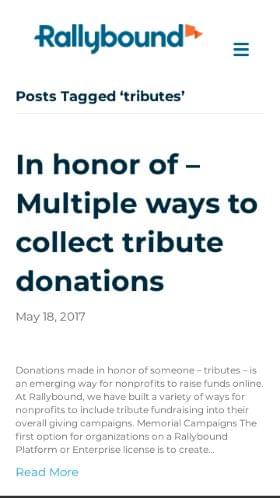 Rallybound
Posts Tagged ‘tributes’
In honor of –
Multiple ways to
collect tribute
donations
May 18, 2017
Donations made in honor of someone – tributes – is
an emerging way for nonprofits to raise funds online.
At Rallybound, we have built a variety of ways for
nonprofits to include tribute fundraising into their
overall giving campaigns. Memorial Campaigns The
first option for organizations on a Rallybound
Platform or Enterprise license is to create...
Read More